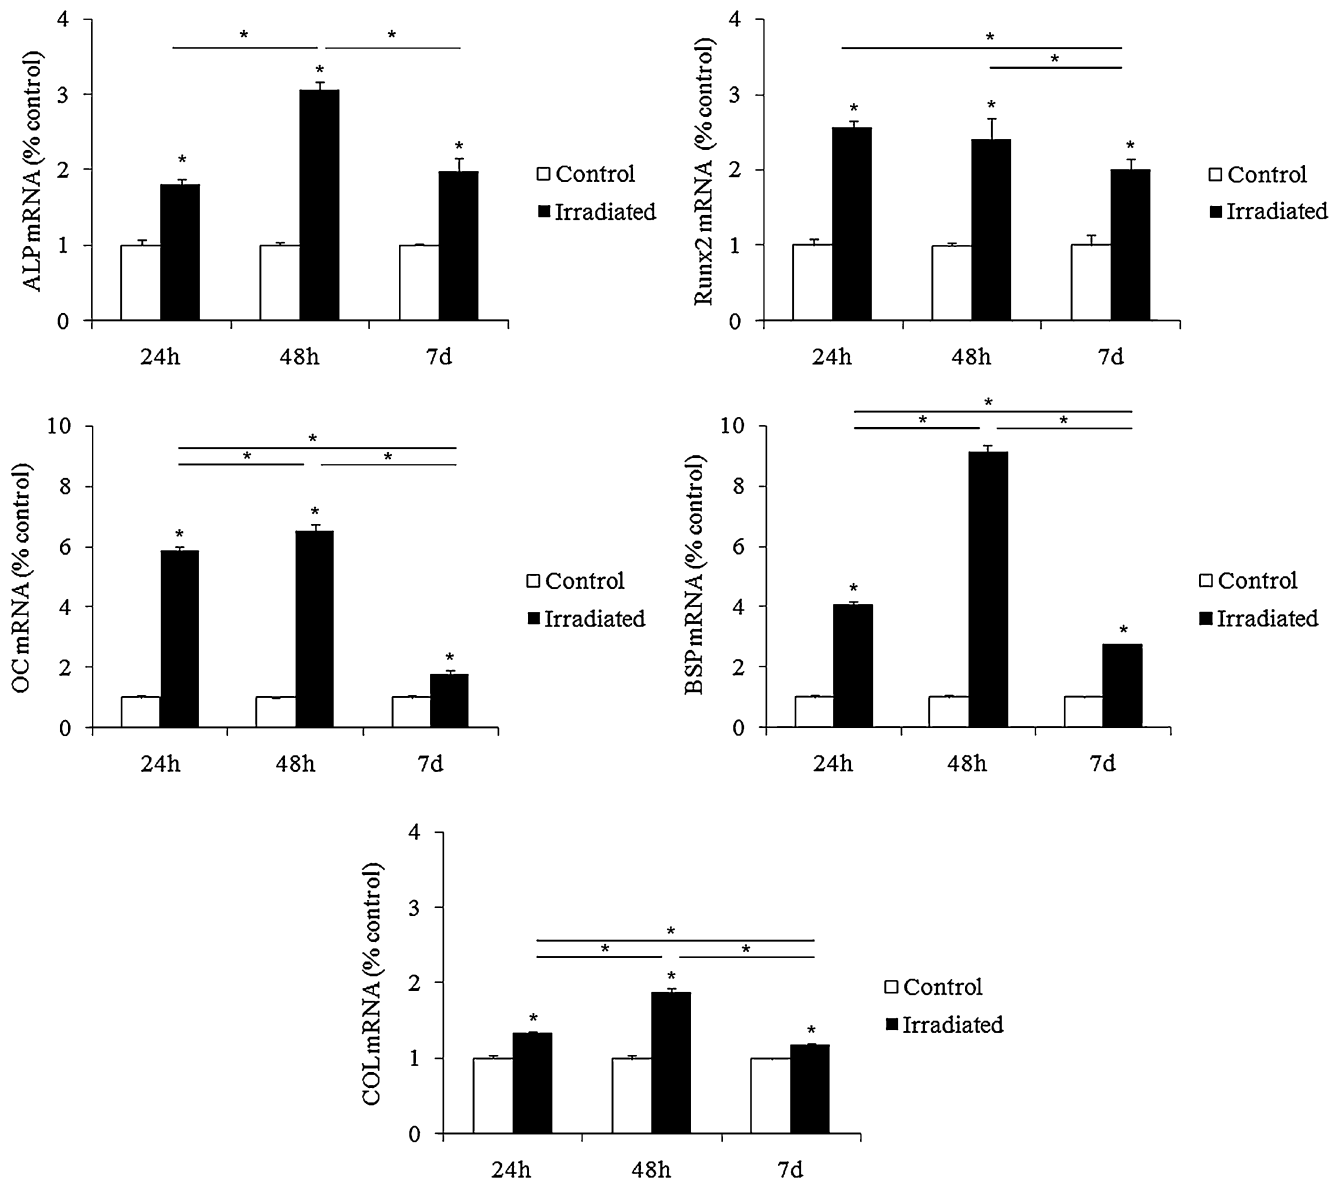 ALP mRNA (% control)
4
3
2
1
0
*
*
*
*
*
24h
48h
7d
Control
Irradiated
Runx2 mRNA (% control)
4
3
2
1
0
*
*
*
*
*
24h
48h
7d
Control
Irradiated
OC mRNA (% control)
10
8
6
4
2
0
*
*
*
*
*
*
24h
48h
7d
Control
Irradiated
BSP mRNA (% control)
10
8
6
4
2
0
*
*
*
*
*
24h
48h
7d
Control
Irradiated
COL mRNA (% control)
4
3
2
1
0
*
*
*
*
*
*
24h
48h
7d
Control
Irradiated